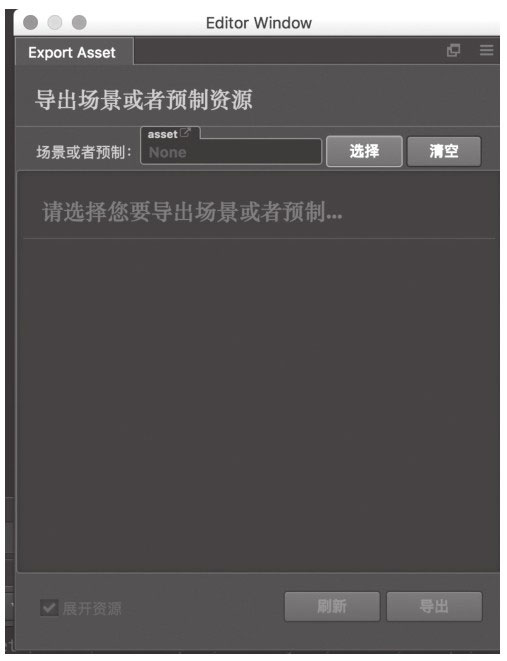 Editor Window
Export Asset
导出场景或者预制资源
asset
场景或者预制: None 选择 清空
请选择您要导出场景或者预制...
展开资源 刷新 导出